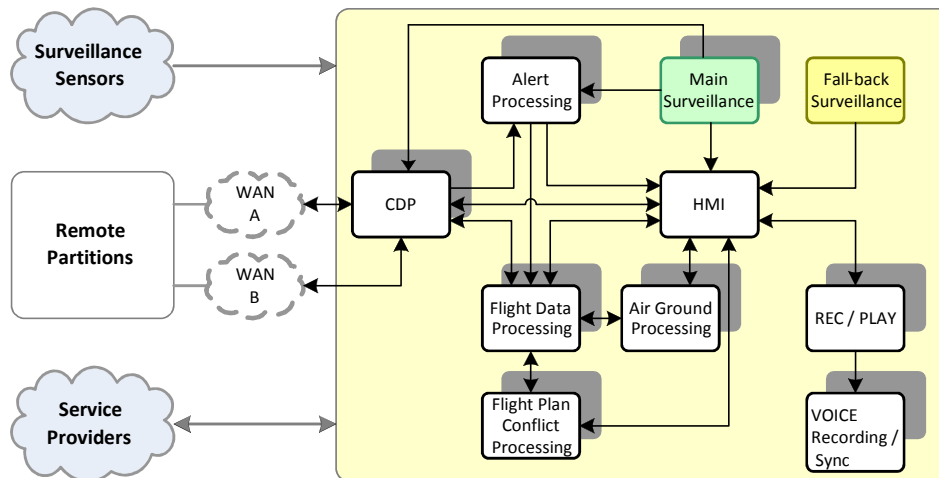 Surveillance
Sensors
Alert
Processing
Main
Surveillance
Fall-back
Surveillance
Remote
Partitions
WAN
A
WAN
B
CDP
HMI
Flight Data
Processing
Air Ground
Processing
REC / PLAY
Service
Providers
Flight Plan
Conflict
Processing
VOICE
Recording /
Sync